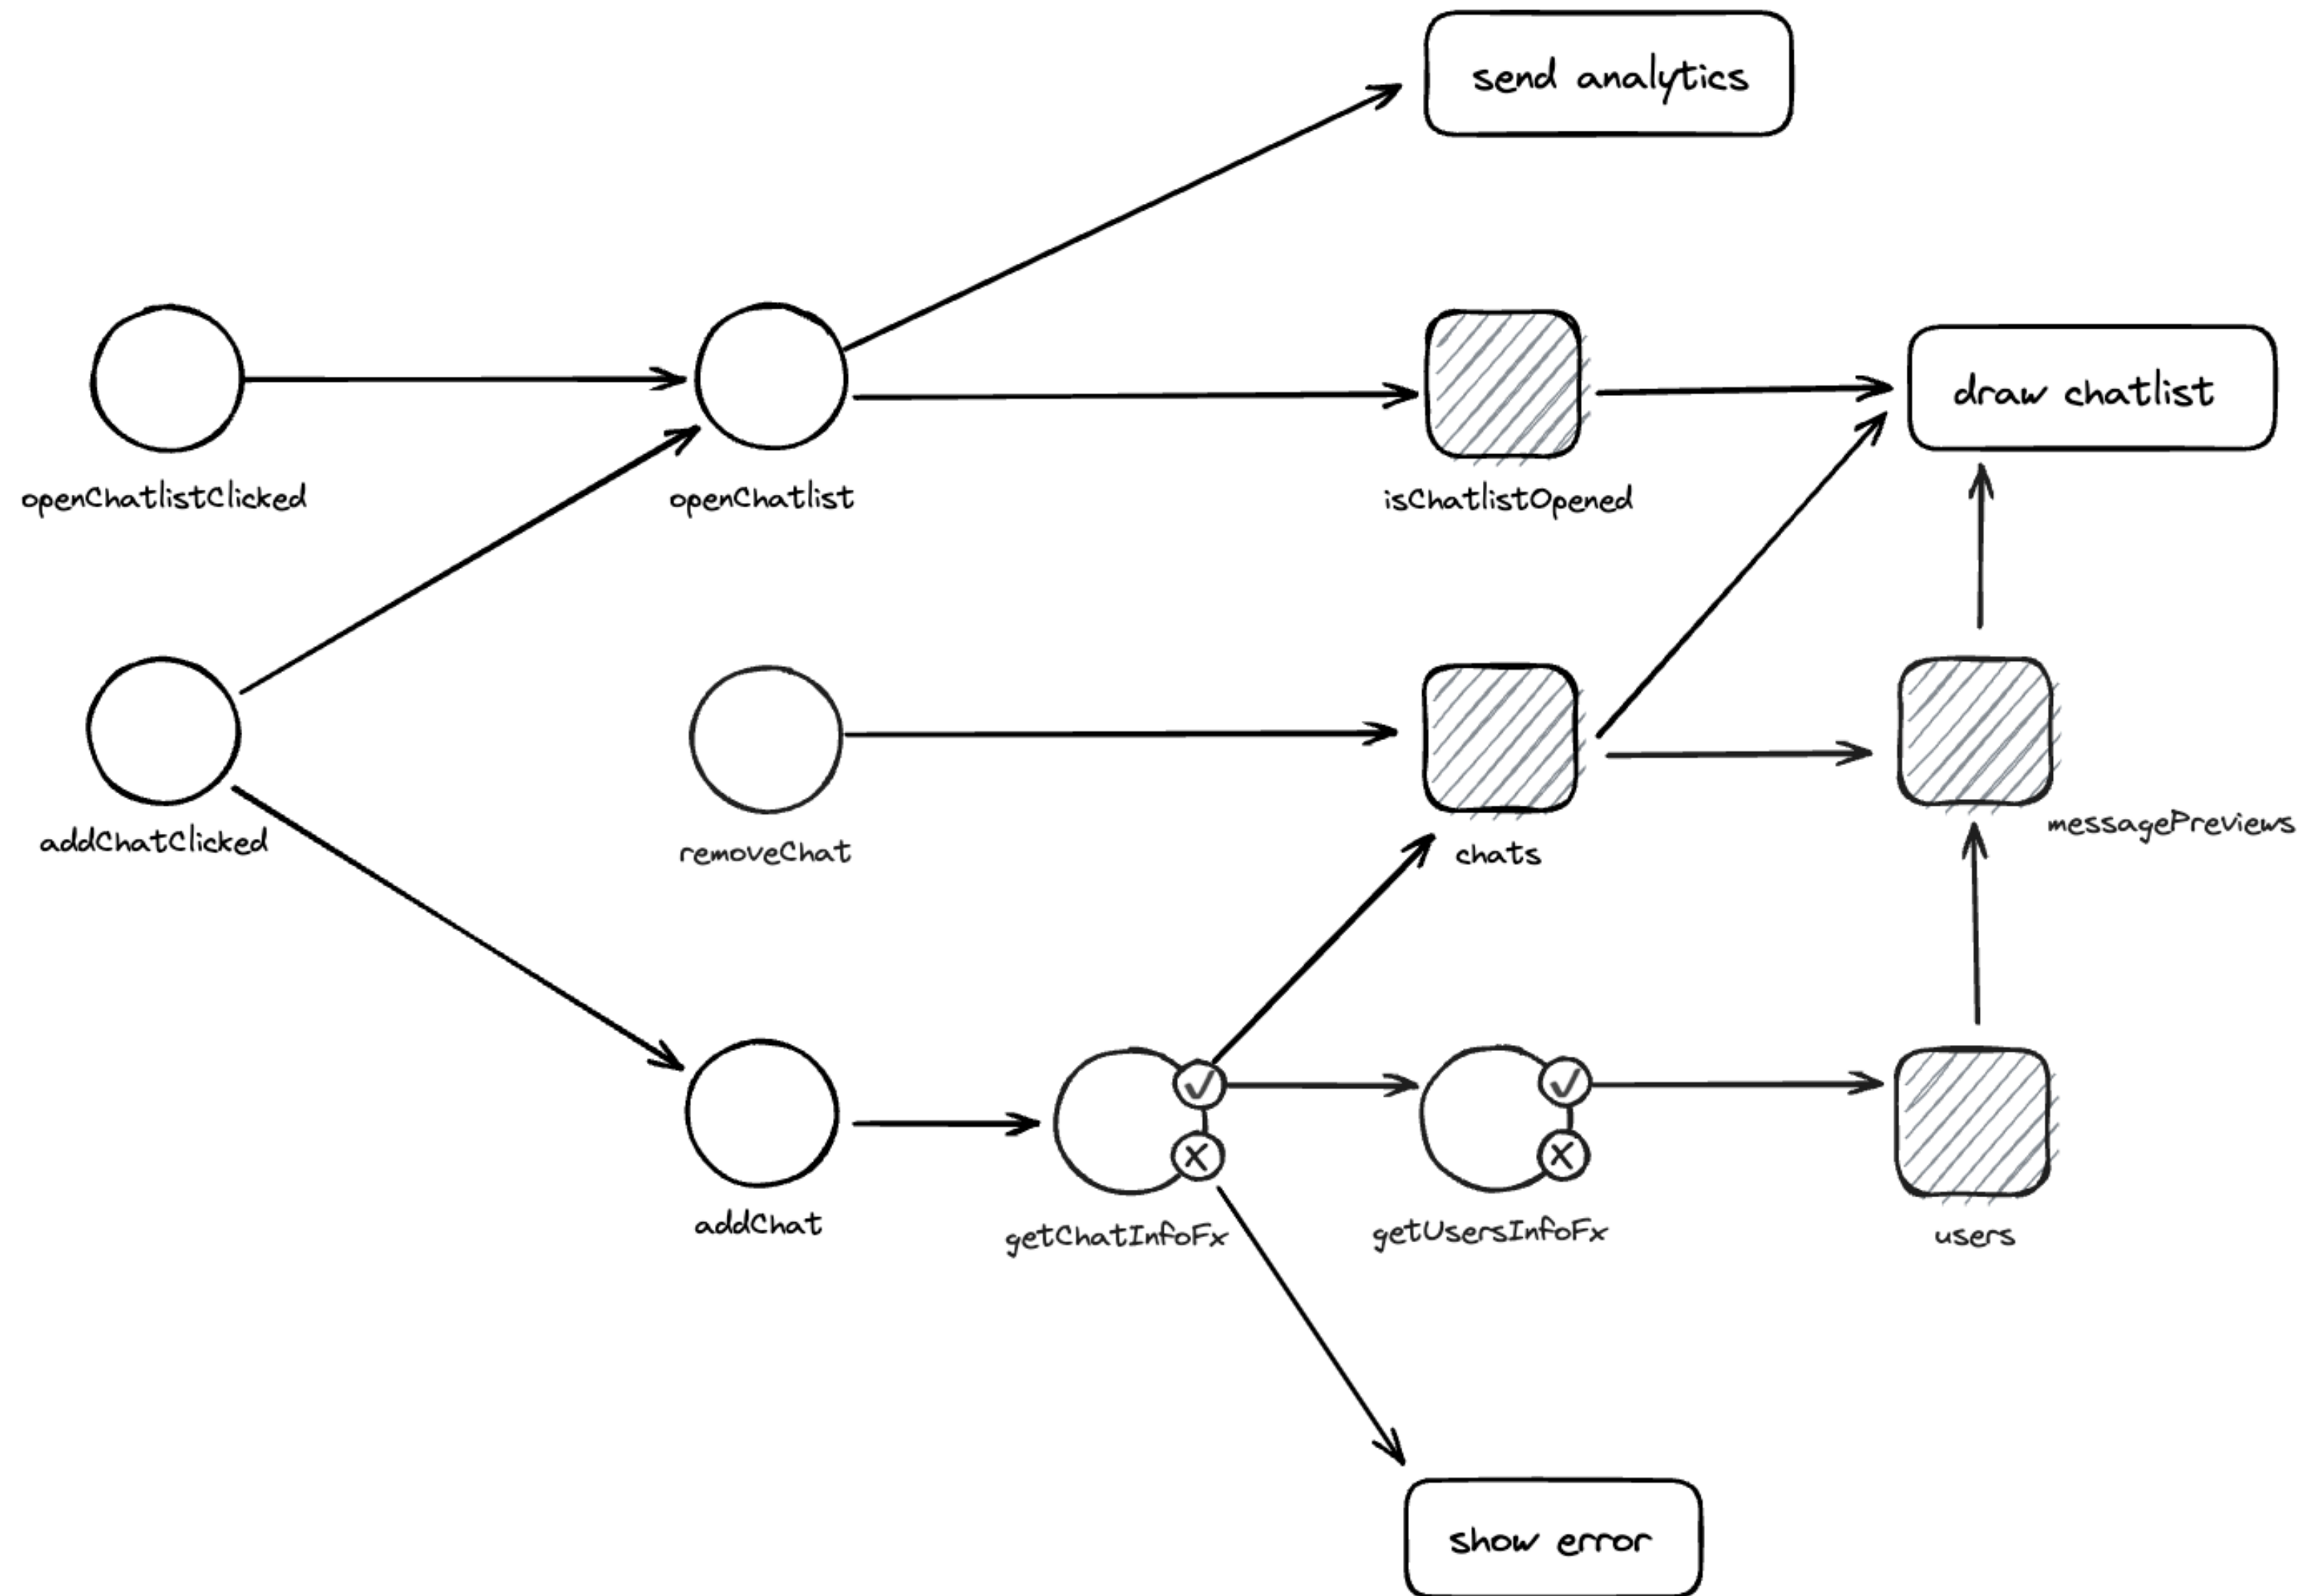 send analytics
draw chatlist
openChatlistClicked
openChatlist
isChatlistOpened
addChatClicked
removeChat
chats
messagePreviews
addChat
getChatInfoFx
getUsersInfoFx
users
show error